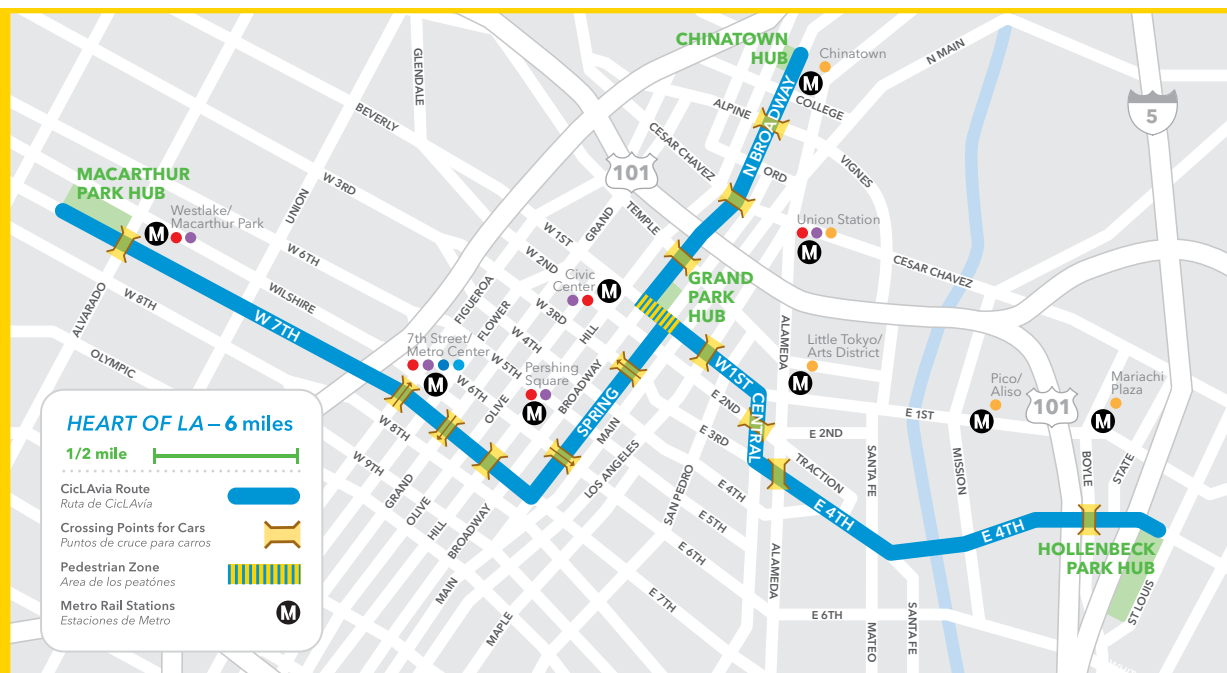 CHINATOWN
HUB
Chinatown
M
N MAIN
GLENDALE
BEVERLY
ALPINE
COLLEGE
5
CESAR CHAVEZ
N BROADWAY
ORD
VIGNES
101
MACARTHUR
PARK HUB
W 3RD
UNION
Westlake/
Macarthur Park
M
GRAND
TEMPLE
W 1ST
W 2ND
Union Station
M
CESAR CHAVEZ
W 6TH
WILSHIRE
ALVARADO
W 8TH
OLYMPIC
W 7TH
FIGUEROA
FLOWER
Civic
Center
M
W 3RD
HILL
W 4TH
W 5TH
W 6TH
GRAND
PARK
HUB
ALAMEDA
Little Tokyo/
Arts District
M
7th Street/
Metro Center
M
Pershing
Square
M
OLIVE
BROADWAY
SPRING
MAIN
LOS ANGELES
W 1ST
CENTRAL
E 2ND
E 3RD
E 4TH
E 5TH
E 6TH
E 7TH
SAN PEDRO
E 1ST
E 2ND
Pico/
Aliso
M
101
Mariachi
Plaza
M
TRACTION
SANTA FE
MISSION
BOYLE
STATE
E 4TH
E 4TH
HOLLENBECK
PARK HUB
ST LOUIS
W 8TH
W 9TH
GRAND
OLIVE
HILL
BROADWAY
MAIN
MAPLE
ALAMEDA
E 6TH
MATEO
SANTA FE
HEART OF LA – 6 miles
1/2 mile
CicLAvia Route
Ruta de CicLAvía
Crossing Points for Cars
Puntos de cruce para carros
Pedestrian Zone
Area de los peatónes
Metro Rail Stations
Estaciones de Metro
M